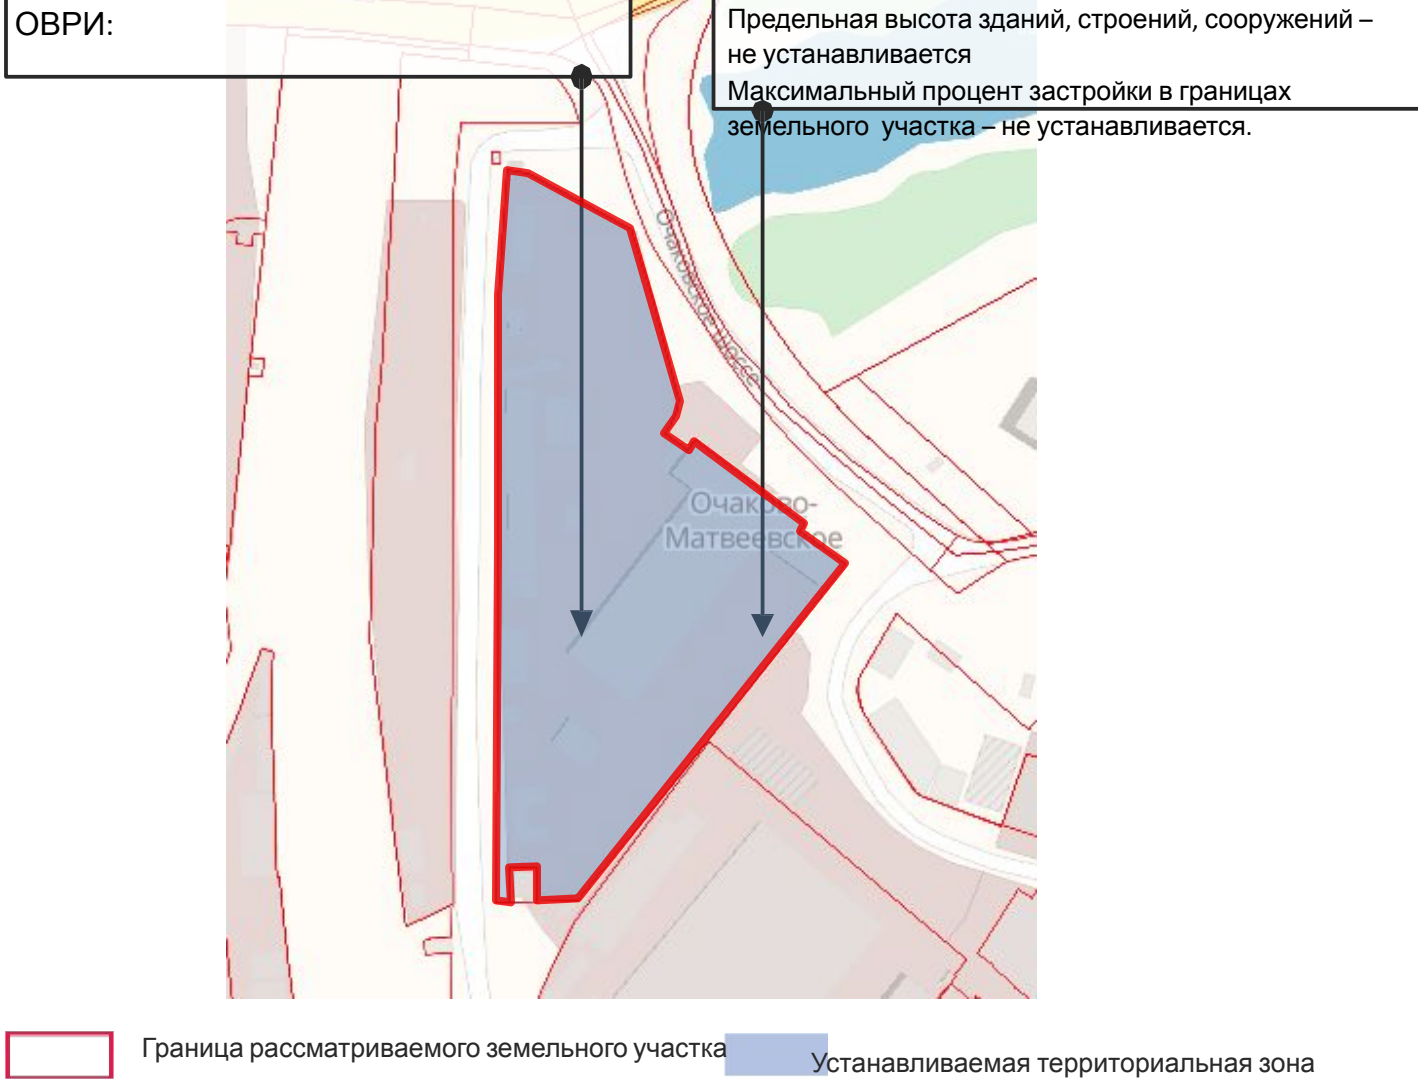 ОВРИ:
Предельная высота зданий, строений, сооружений –
не устанавливается
Максимальный процент застройки в границах
земельного участка – не устанавливается.
Очаковское шоссе
Очаково-
Матвеевское
Граница рассматриваемого земельного участка
Устанавливаемая территориальная зона